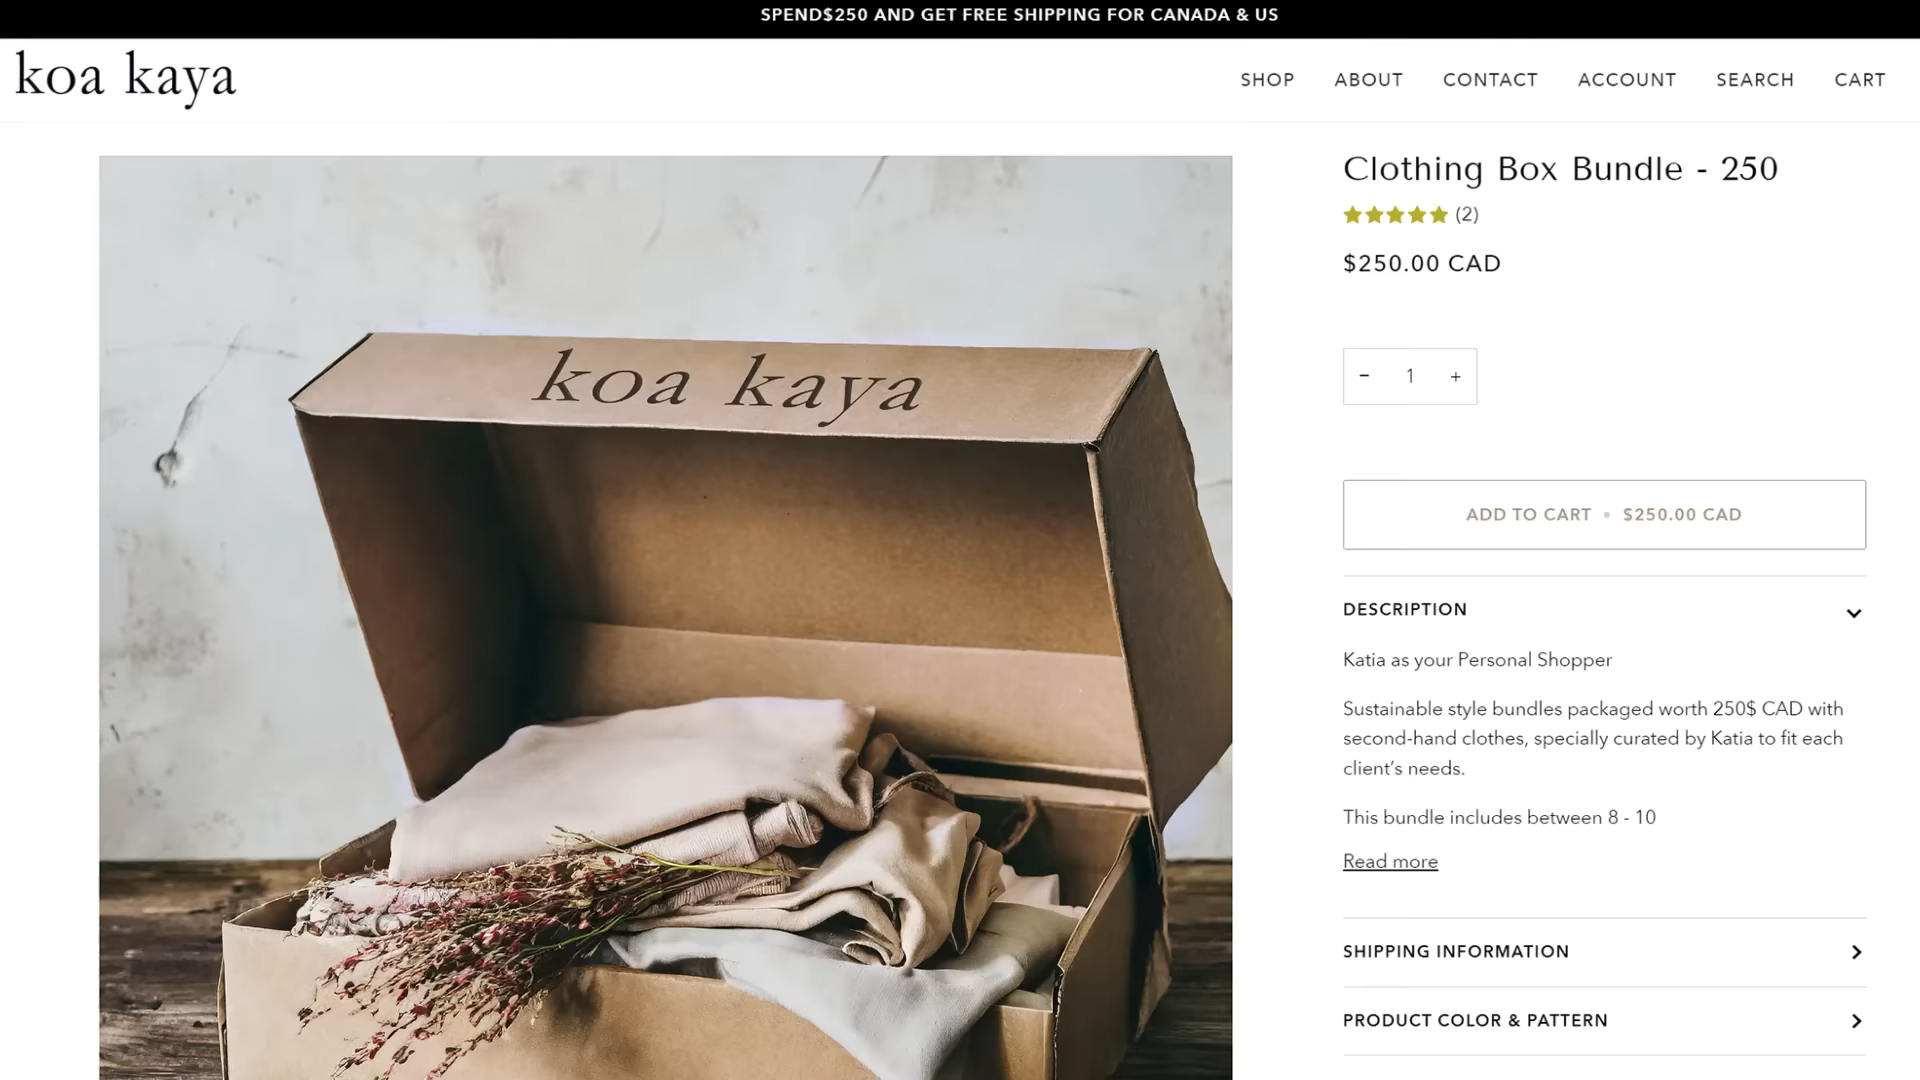 SPEND$250 AND GET FREE SHIPPING FOR CANADA & US
koa kaya
SHOP ABOUT CONTACT ACCOUNT SEARCH CART
koa kaya
Clothing Box Bundle - 250
(2)
$250.00 CAD
- 1 +
ADD TO CART • $250.00 CAD
DESCRIPTION
Katia as your Personal Shopper
Sustainable style bundles packaged worth 250$ CAD with
second-hand clothes, specially curated by Katia to fit each
client’s needs.
This bundle includes between 8 - 10
Read more
SHIPPING INFORMATION
PRODUCT COLOR & PATTERN